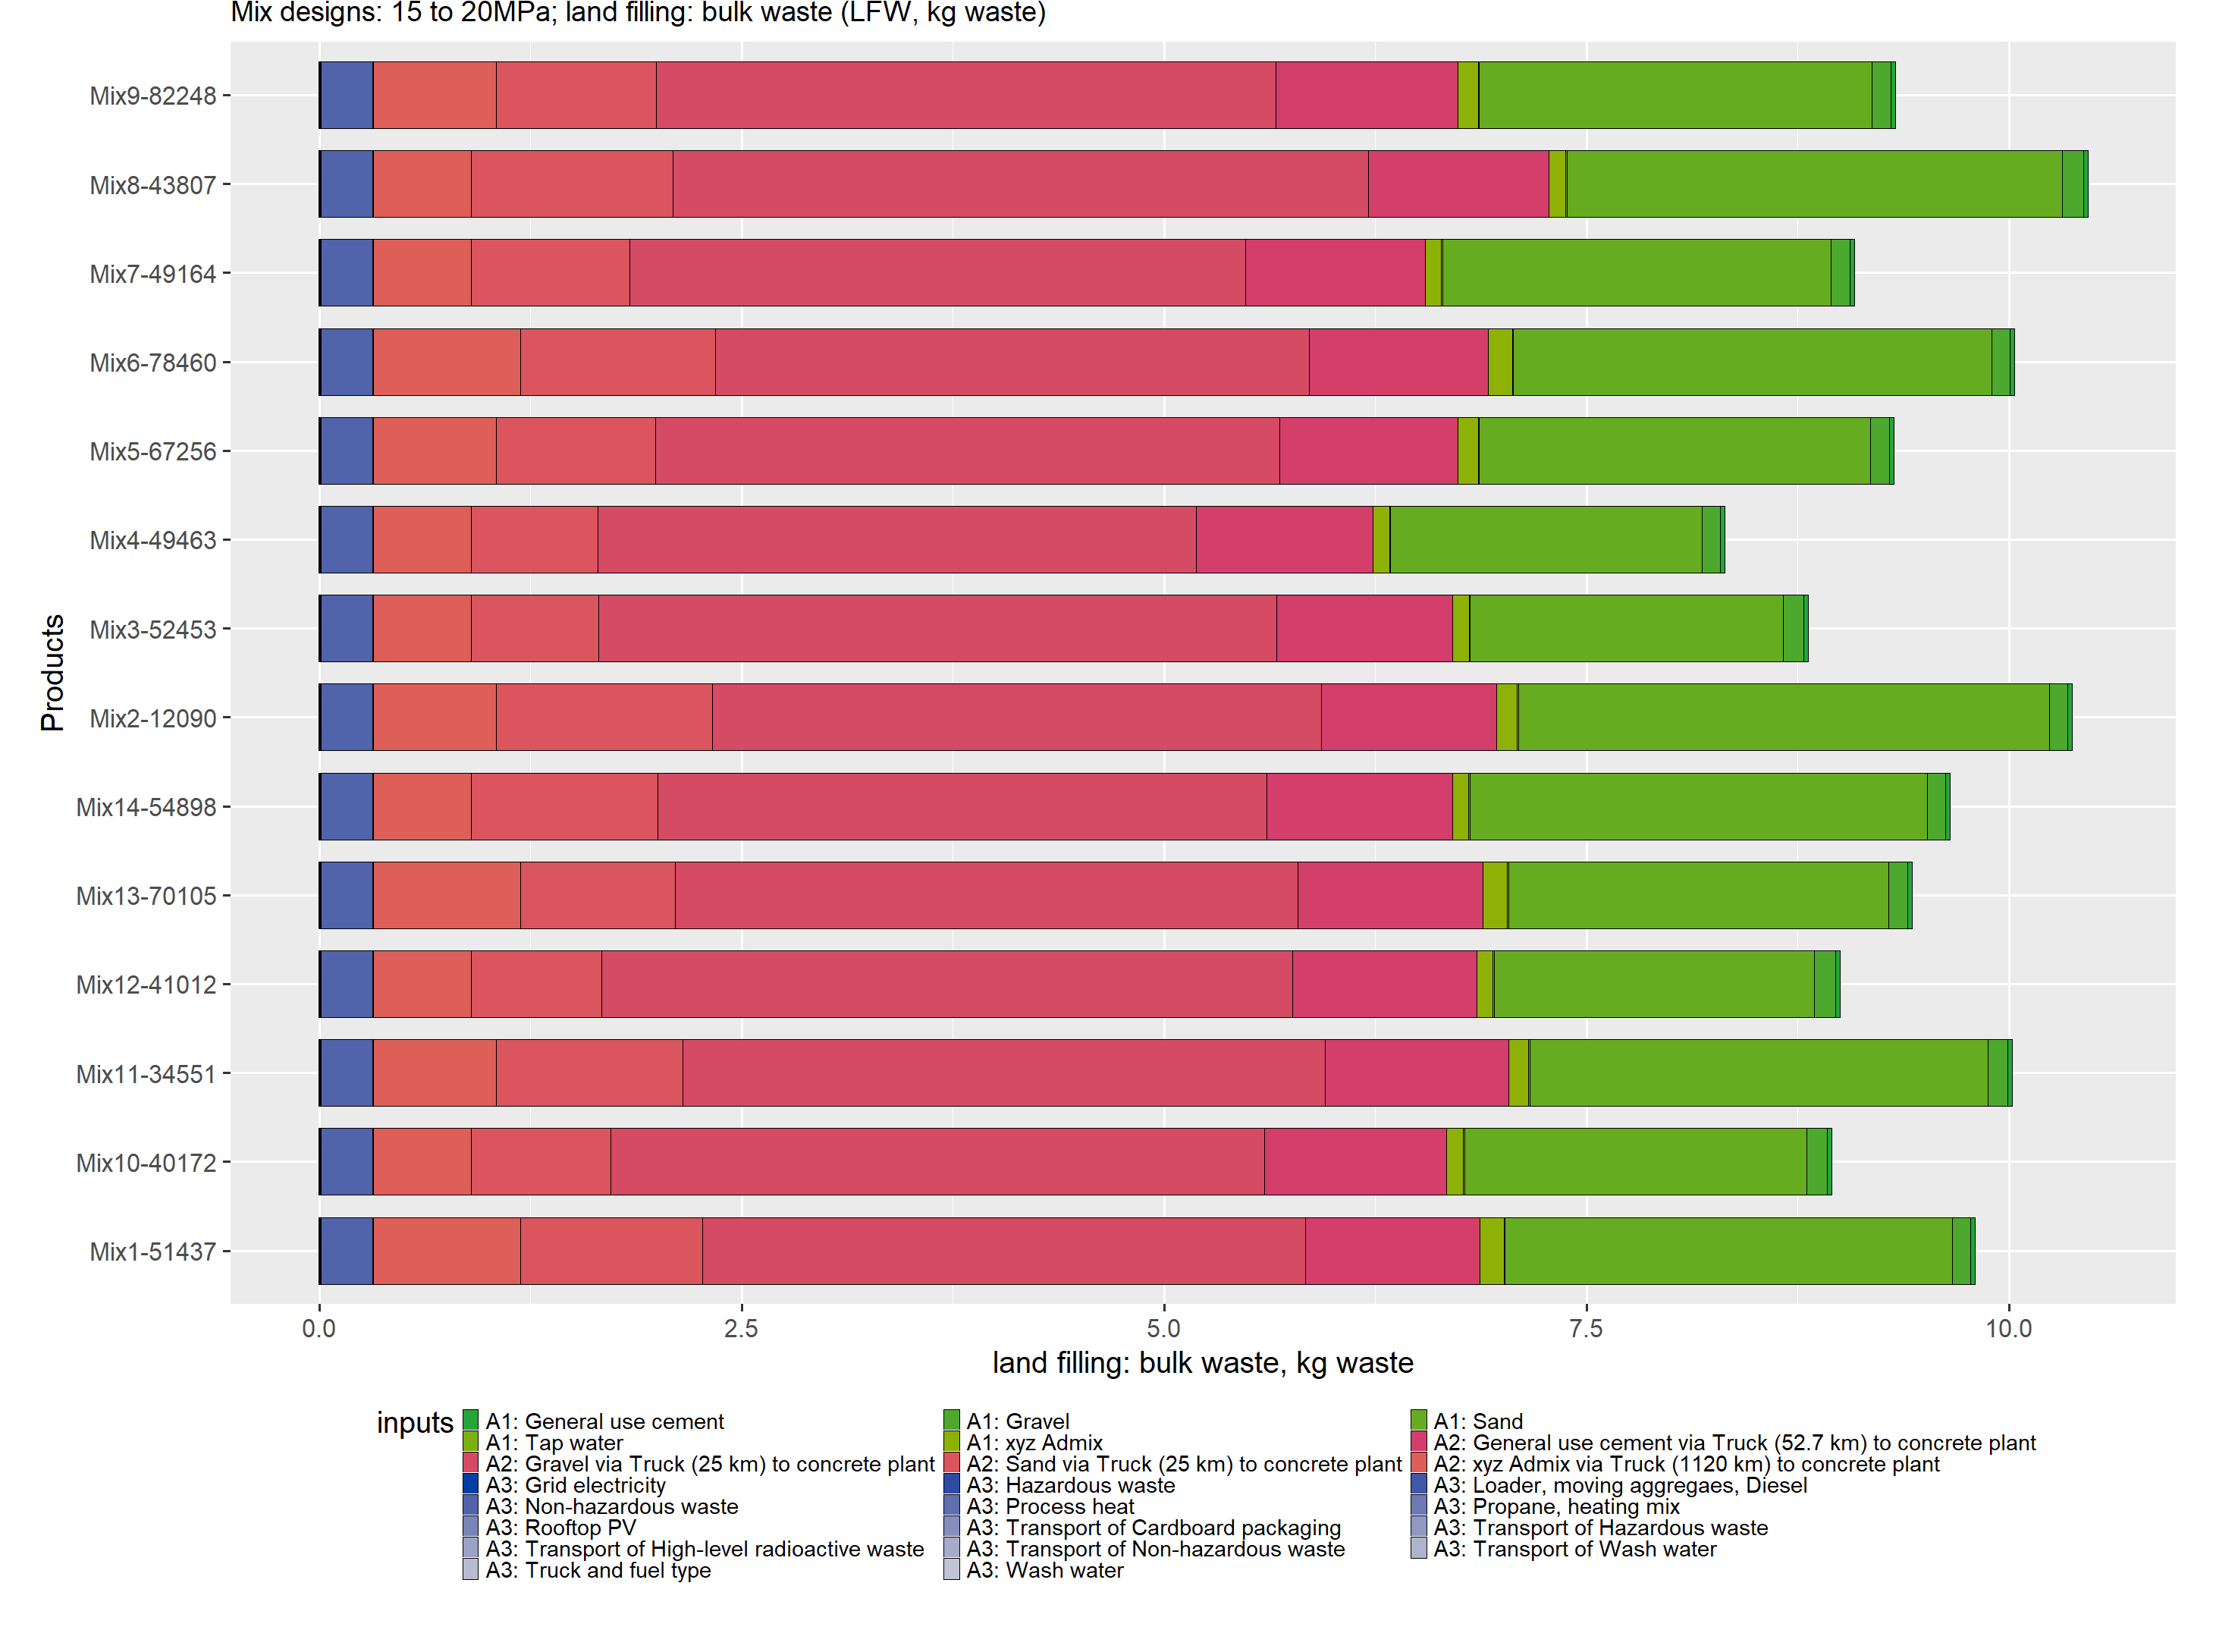 Mix designs: 15 to 20MPa; land filling: bulk waste (LFW, kg waste)
Products
Mix9-82248
Mix8-43807
Mix7-49164
Mix6-78460
Mix5-67256
Mix4-49463
Mix3-52453
Mix2-12090
Mix14-54898
Mix13-70105
Mix12-41012
Mix11-34551
Mix10-40172
Mix1-51437
0.0 2.5 5.0 7.5 10.0
land filling: bulk waste, kg waste
inputs
A1: General use cement A1: Gravel A1: Sand
A1: Tap water A1: xyz Admix A2: General use cement via Truck (52.7 km) to concrete plant
A2: Gravel via Truck (25 km) to concrete plant A2: Sand via Truck (25 km) to concrete plant A2: xyz Admix via Truck (1120 km) to concrete plant
A3: Grid electricity A3: Hazardous waste A3: Loader, moving aggregaes, Diesel
A3: Non-hazardous waste A3: Process heat A3: Propane, heating mix
A3: Rooftop PV A3: Transport of Cardboard packaging A3: Transport of Hazardous waste
A3: Transport of High-level radioactive waste A3: Transport of Non-hazardous waste A3: Transport of Wash water
A3: Truck and fuel type A3: Wash water